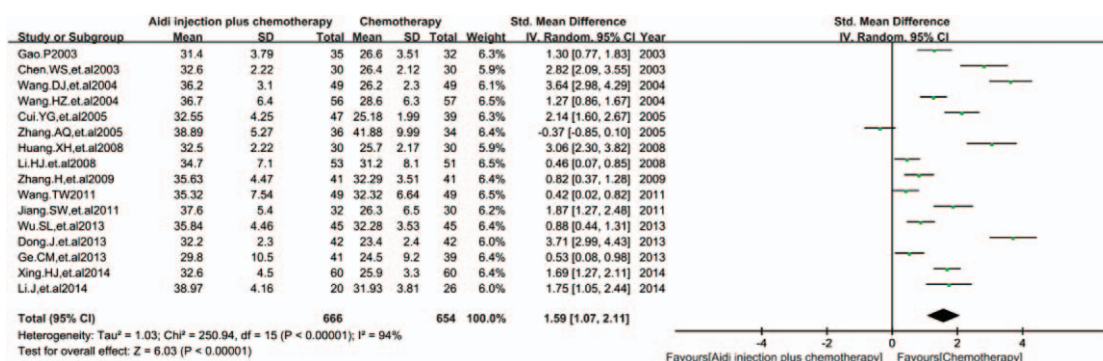 Aidi injection plus chemotherapy Chemotherapy Std. Mean Difference Std. Mean Difference
Study or Subgroup Mean SD Total Mean SD Total Weight IV. Random. 95% CI Year IV. Random. 95% CI
Gao.P2003 31.4 3.79 35 26.6 3.51 32 6.3% 1.30 [0.77, 1.83] 2003
Chen.WS,et.al2003 32.6 2.22 30 26.4 2.12 30 5.9% 2.82 [2.09, 3.55] 2003
Wang.DJ,et.al2004 36.2 3.1 49 26.2 2.3 49 6.1% 3.64 [2.98, 4.29] 2004
Wang.HZ.et.al2004 36.7 6.4 56 28.6 6.3 57 6.5% 1.27 [0.86, 1.67] 2004
Cui.YG.et.al2005 32.55 4.25 47 25.18 1.99 39 6.3% 2.14 [1.60, 2.67] 2005
Zhang.AQ,et.al2005 38.89 5.27 36 41.88 9.99 34 6.4% -0.37 [-0.85, 0.10] 2005
Huang.XH,et.al2008 32.5 2.22 30 25.7 2.17 30 5.8% 3.06 [2.30, 3.82] 2008
Li.HJ.et.al2008 34.7 7.1 53 31.2 8.1 51 6.5% 0.46 [0.07, 0.85] 2008
Zhang.H,et.al2009 35.63 4.47 41 32.29 3.51 41 6.4% 0.82 [0.37, 1.28] 2009
Wang.TW2011 35.32 7.54 49 32.32 6.64 49 6.5% 0.42 [0.02, 0.82] 2011
Jiang.SW,et.al2011 37.6 5.4 32 26.3 6.5 30 6.1% 1.87 [1.27, 2.48] 2011
Wu.SL,et.al2013 35.84 4.46 45 32.28 3.53 45 6.4% 0.88 [0.44, 1.31] 2013
Dong.J.et.al2013 32.2 2.3 42 23.4 2.4 42 6.0% 3.71 [2.99, 4.43] 2013
Ge.CM,et.al2013 29.8 10.5 41 24.5 9.2 39 6.4% 0.53 [0.08, 0.98] 2013
Xing.HJ,et.al2014 32.6 4.5 60 25.9 3.3 60 6.4% 1.69 [1.27, 2.11] 2014
Li.J,et.al2014 38.97 4.16 20 31.93 3.81 26 5.9% 1.75 [1.05, 2.44] 2014
Total (95% CI) 666 654 100.0% 1.59 [1.07, 2.11]
Heterogeneity: Tau² = 1.03; Chi² = 250.94, df = 15 (P < 0.00001); I² = 94%
Test for overall effect: Z = 6.03 (P < 0.00001)
-4 -2 0 2 4
Favours[Aidi injection plus chemotherapy] Favours[Chemotherapy]